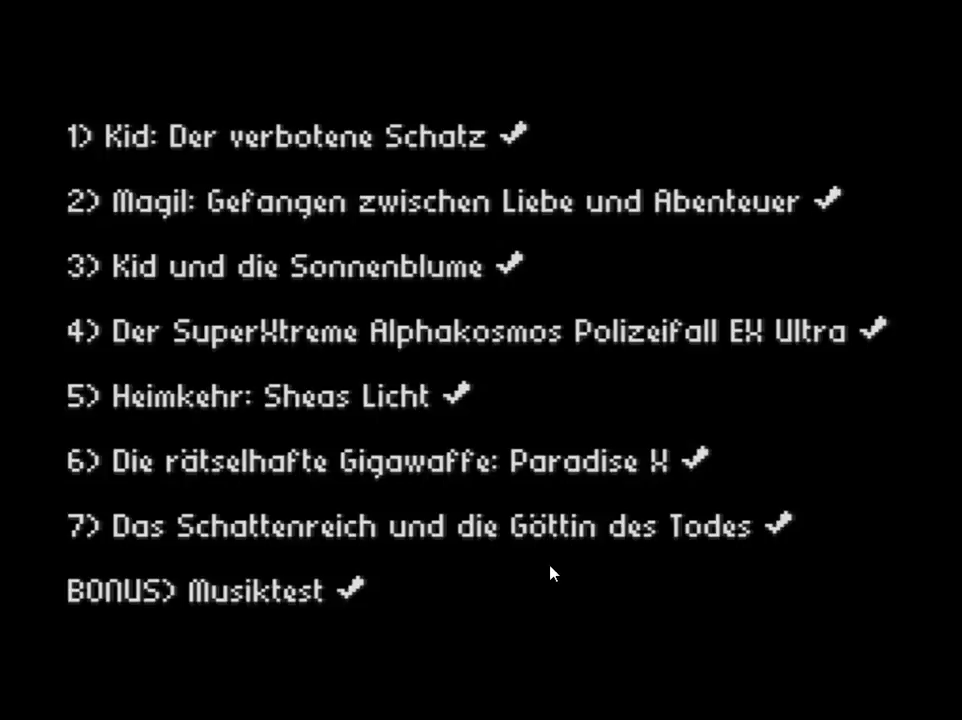 1) Kid: Der verbotene Schatz ✔
2) Magil: Gefangen zwischen Liebe und Abenteuer ✔
3) Kid und die Sonnenblume ✔
4) Der SuperXtreme Alphakosmos Polizeifall EX Ultra ✔
5) Heimkehr: Sheas Licht ✔
6) Die rätselhafte Gigawaffe: Paradise X ✔
7) Das Schattenreich und die Göttin des Todes ✔
BONUS) Musiktest ✔